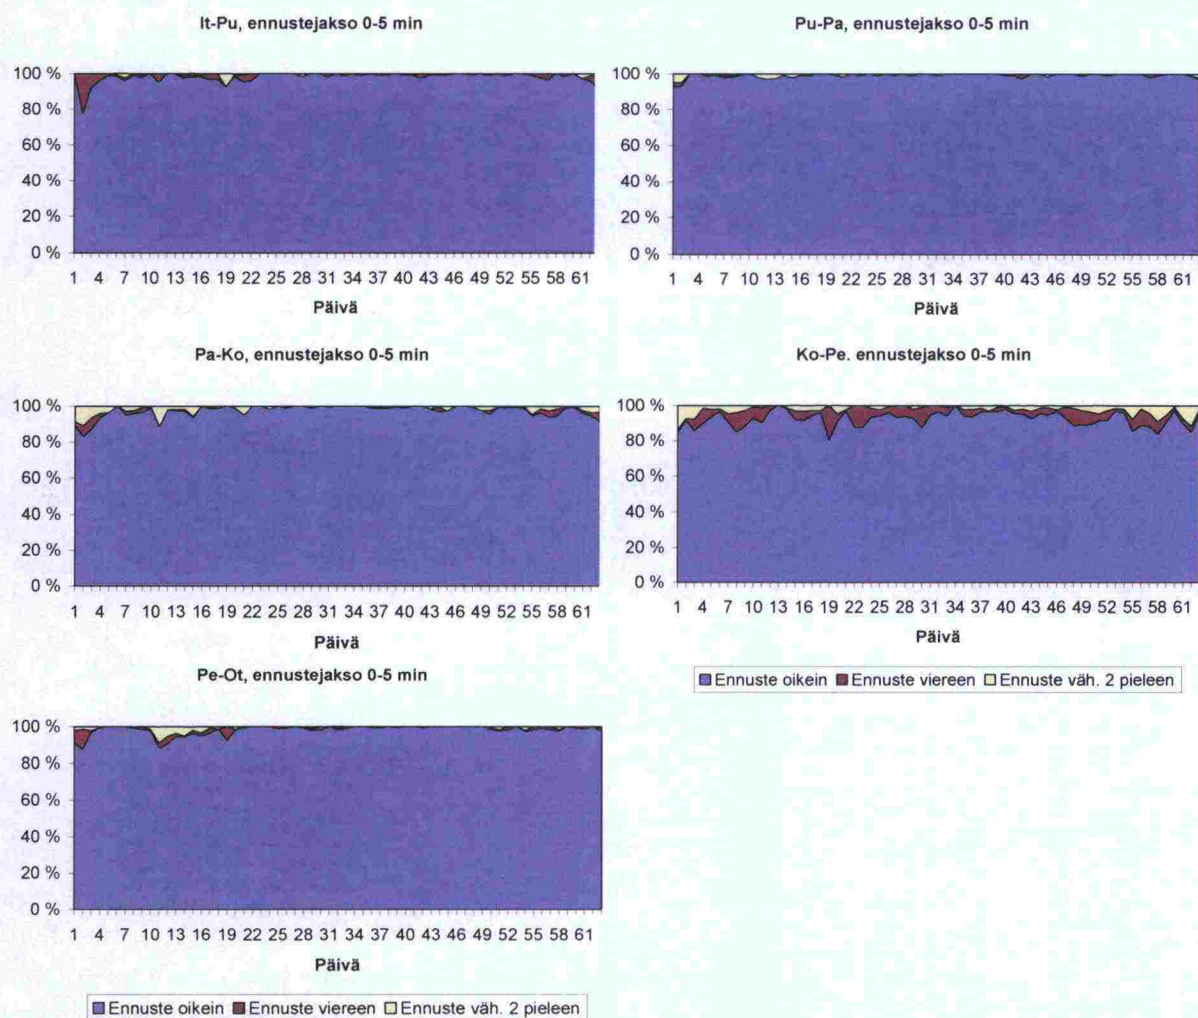 It-Pu, ennustejakso 0-5 min
100 %
80 %
60 %
40 %
20 %
0 %
1 4 7 10 13 16 19 22 25 28 31 34 37 40 43 46 49 52 55 58 61
Päivä
Pu-Pa, ennustejakso 0-5 min
100 %
80 %
60 %
40 %
20 %
0 %
1 4 7 10 13 16 19 22 25 28 31 34 37 40 43 46 49 52 55 58 61
Päivä
Pa-Ko, ennustejakso 0-5 min
100 %
80 %
60 %
40 %
20 %
0 %
1 4 7 10 13 16 19 22 25 28 31 34 37 40 43 46 49 52 55 58 61
Päivä
Ko-Pe. ennustejakso 0-5 min
100 %
80 %
60 %
40 %
20 %
0 %
1 4 7 10 13 16 19 22 25 28 31 34 37 40 43 46 49 52 55 58 61
Päivä
Ennuste oikein Ennuste viereen Ennuste väh. 2 pieleen
Pe-Ot, ennustejakso 0-5 min
100 %
80 %
60 %
40 %
20 %
0 %
1 4 7 10 13 16 19 22 25 28 31 34 37 40 43 46 49 52 55 58 61
Päivä
Ennuste oikein Ennuste viereen Ennuste väh. 2 pieleen